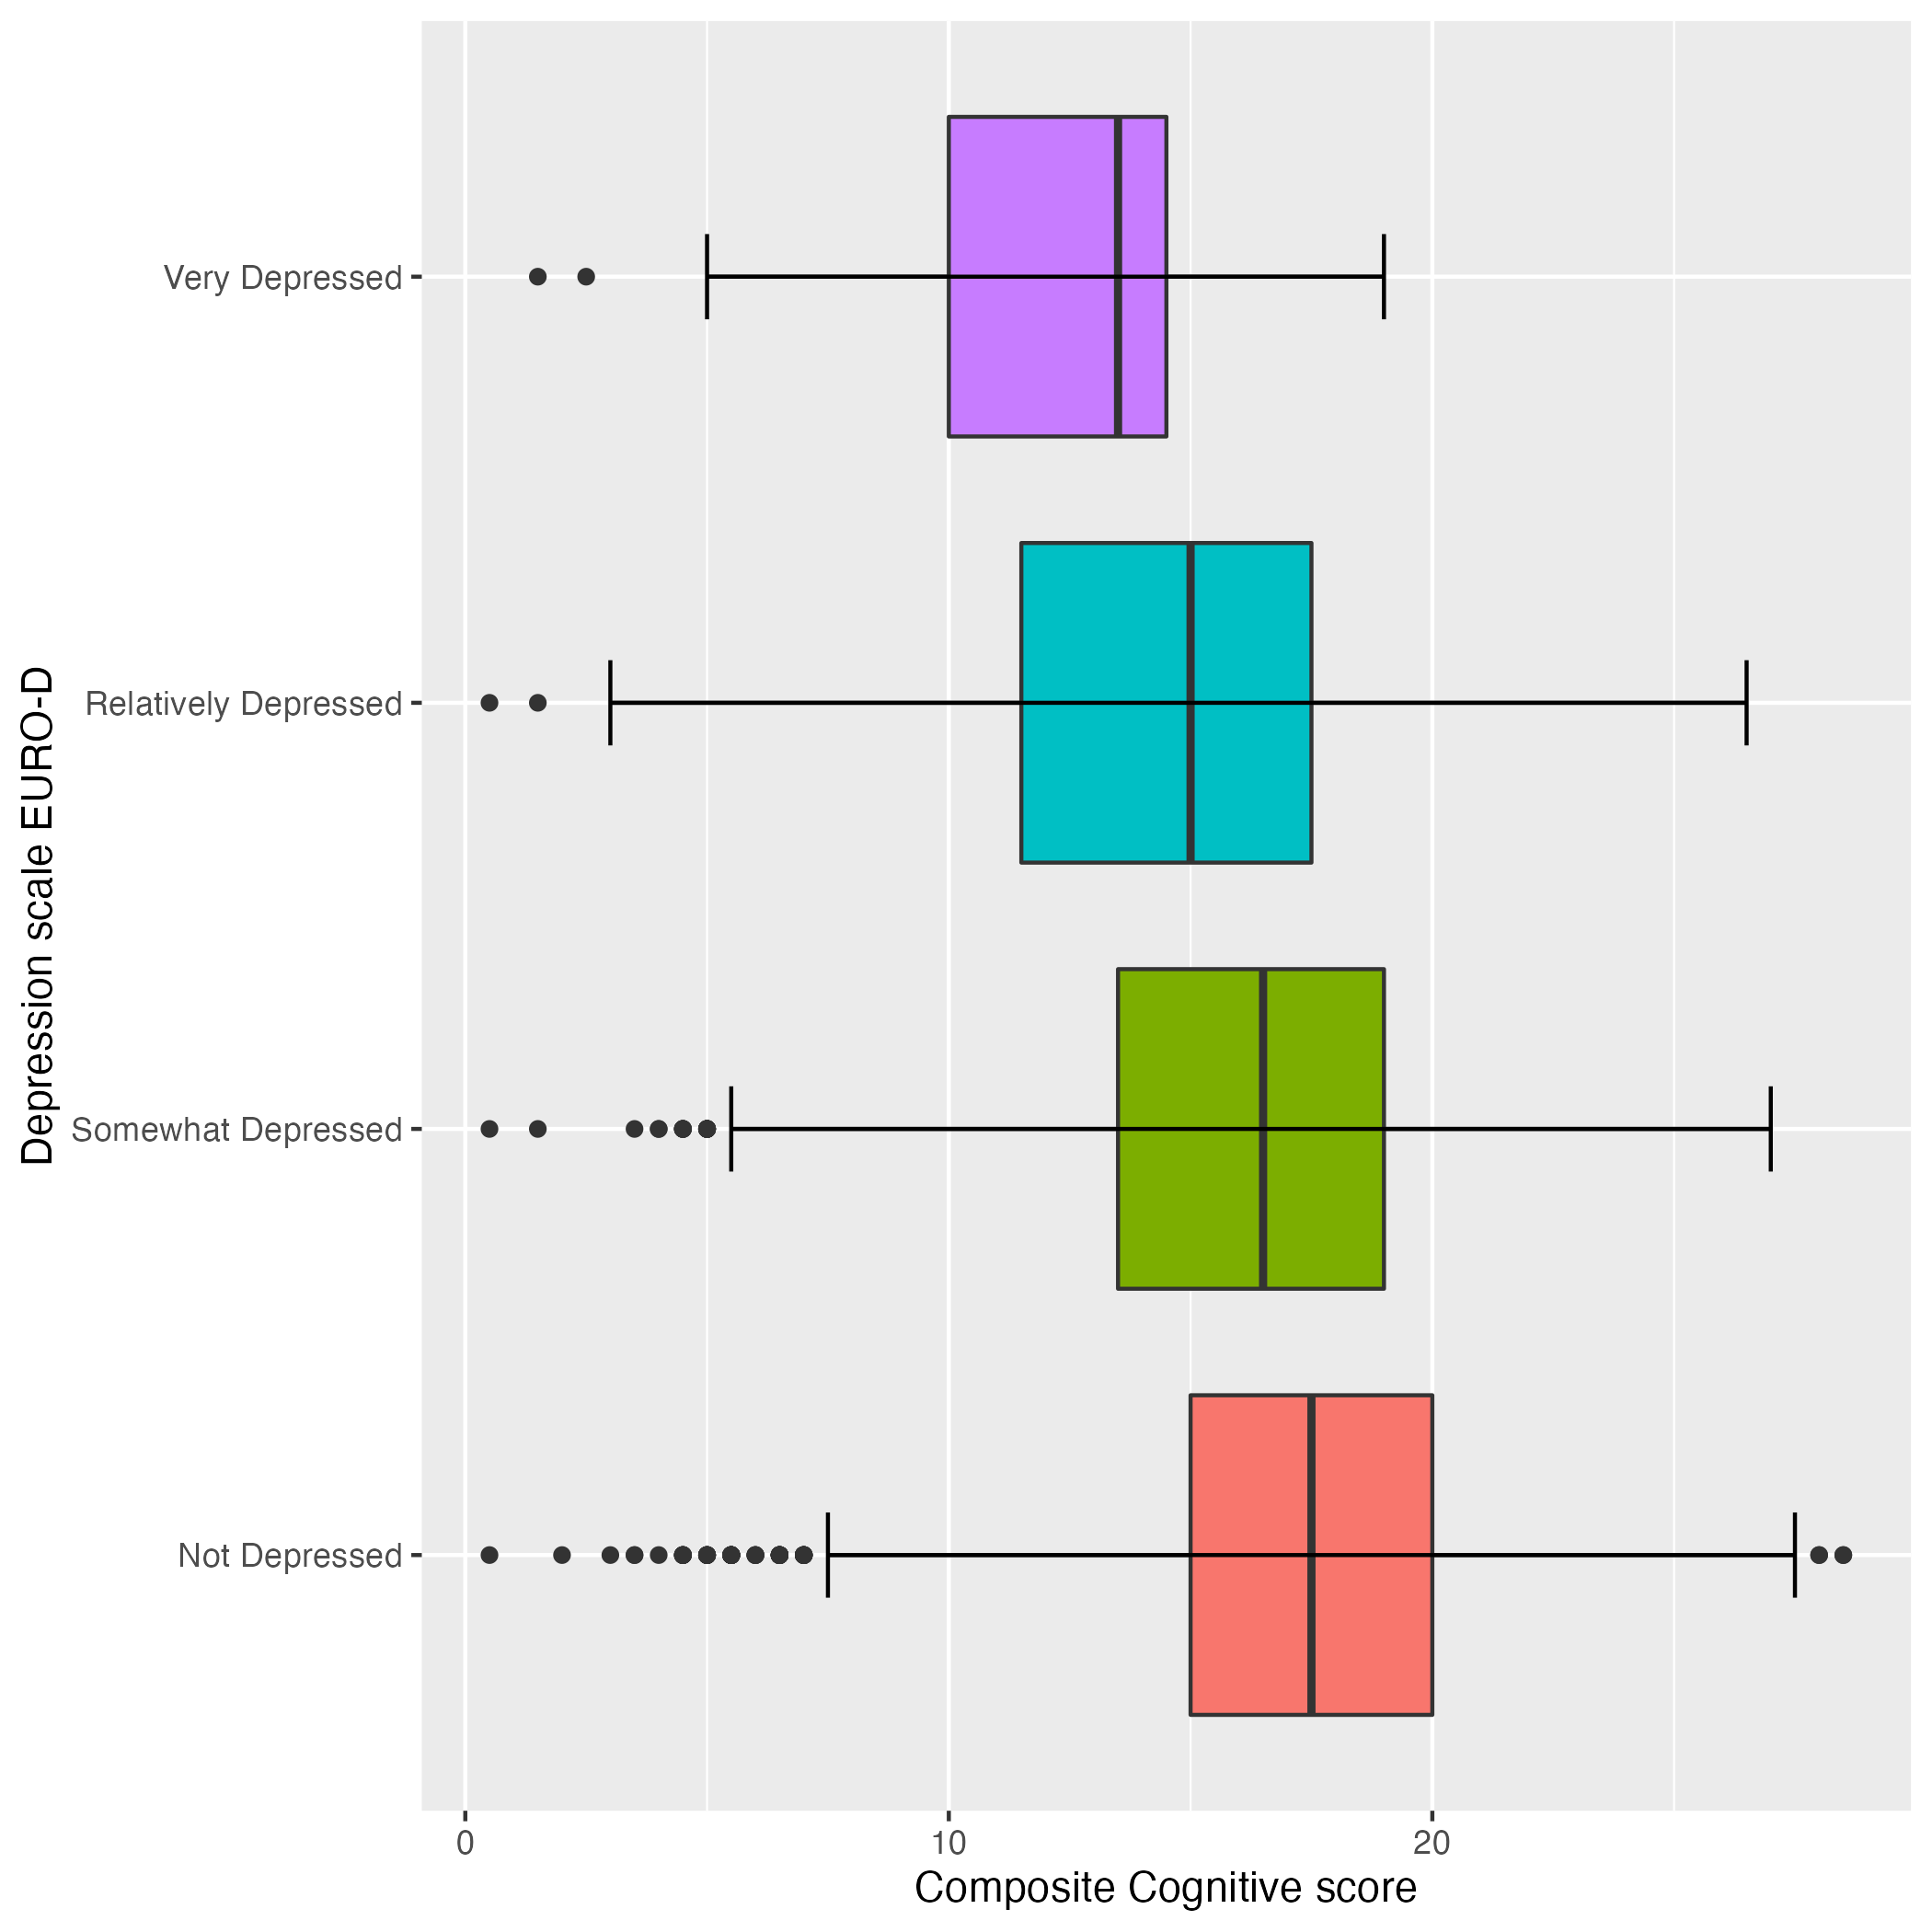 Depression scale EURO-D
Very Depressed
Relatively Depressed
Somewhat Depressed
Not Depressed
0 10 20
Composite Cognitive score